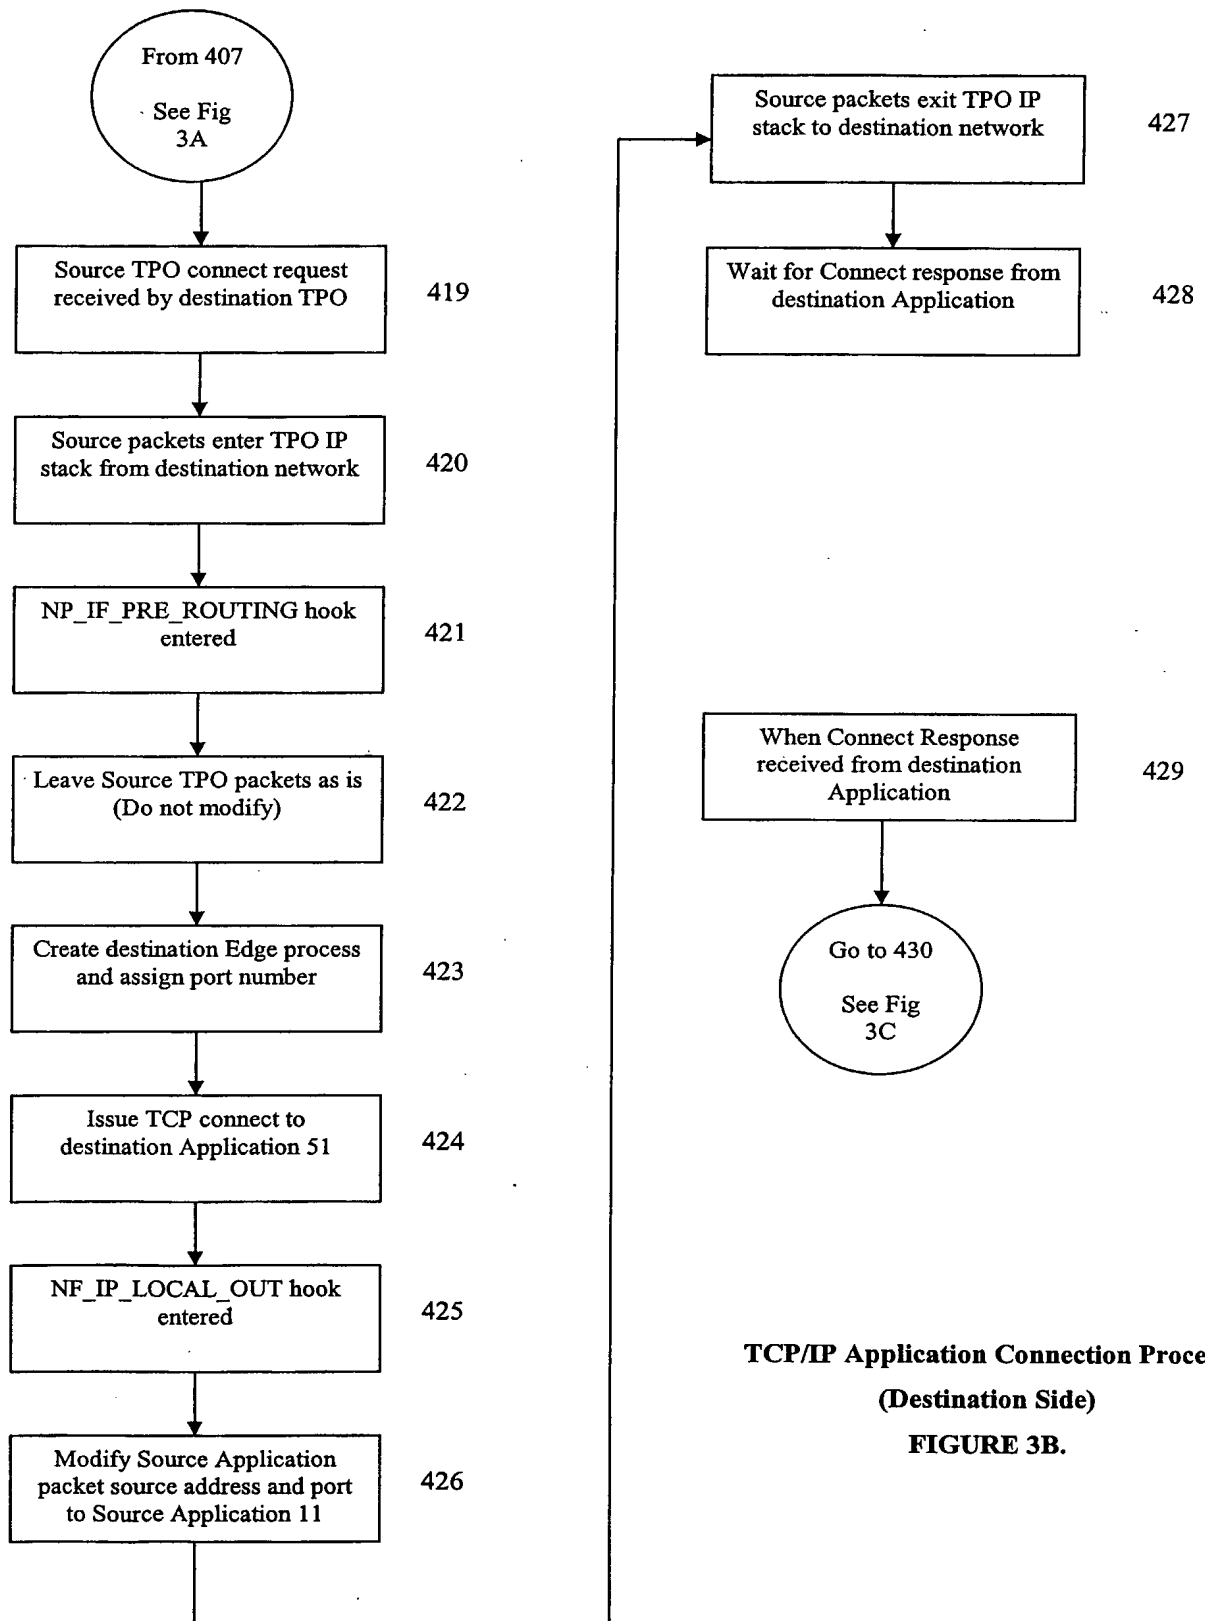 From 407
See Fig
3A
Source TPO connect request
received by destination TPO
419
Source packets enter TPO IP
stack from destination network
420
NP_IF_PRE_ROUTING hook
entered
421
Leave Source TPO packets as is
(Do not modify)
422
Create destination Edge process
and assign port number
423
Issue TCP connect to
destination Application 51
424
NF_IP_LOCAL_OUT hook
entered
425
Modify Source Application
packet source address and port
to Source Application 11
426
Source packets exit TPO IP
stack to destination network
427
Wait for Connect response from
destination Application
428
When Connect Response
received from destination
Application
429
Go to 430
See Fig
3C
TCP/IP Application Connection Proce
(Destination Side)
FIGURE 3B.